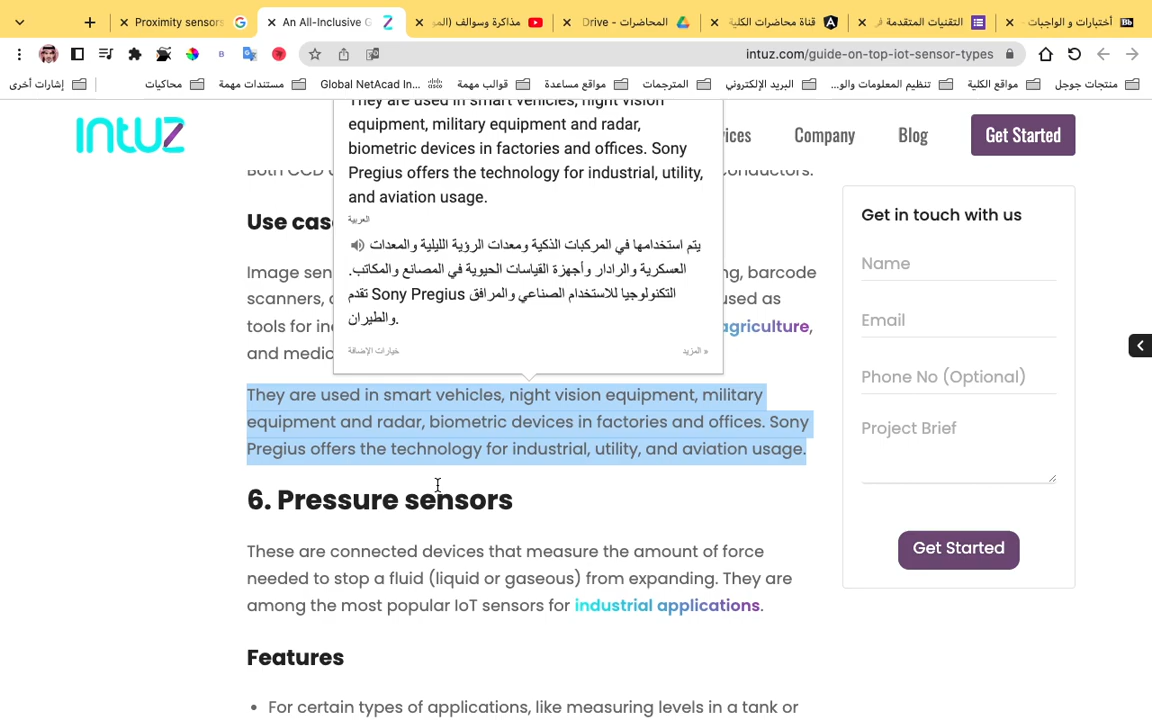 Proximity sensors
An All-Inclusive G
مذاكرة وسوالف (المو
المحاضرات - Drive
قناة محاضرات الكلية
التقنيات المتقدمة في
أختبارات و الواجبات
Bb
intuz.com/guide-on-top-iot-sensor-types
إشارات أخرى
محاكيات
مستندات مهمة
Global NetAcad In...
قوالب مهمة
مواقع مساعدة
المترجمات
البريد الإلكتروني
تنظيم المعلومات والو...
مواقع الكلية
منتجات جوجل
INTUZ
vices
Company
Blog
Get Started
They are used in smart vehicles, night vision
equipment, military equipment and radar,
biometric devices in factories and offices. Sony
Pregius offers the technology for industrial, utility,
and aviation usage.
العربية
يتم استخدامها في المركبات الذكية ومعدات الرؤية الليلية والمعدات
العسكرية والرادار وأجهزة القياسات الحيوية في المصانع والمكاتب.
تقدم Sony Pregius التكنولوجيا للاستخدام الصناعي والمرافق
والطيران.
خيارات الإضافة
المزيد »
Both CCD
conductors.
Use cas
Image sen
ng, barcode
scanners,
used as
tools for in
agriculture,
and medic
They are used in smart vehicles, night vision equipment, military
equipment and radar, biometric devices in factories and offices. Sony
Pregius offers the technology for industrial, utility, and aviation usage.
6. Pressure sensors
These are connected devices that measure the amount of force
needed to stop a fluid (liquid or gaseous) from expanding. They are
among the most popular IoT sensors for industrial applications.
Features
• For certain types of applications, like measuring levels in a tank or
Get in touch with us
Name
Email
Phone No (Optional)
Project Brief
Get Started